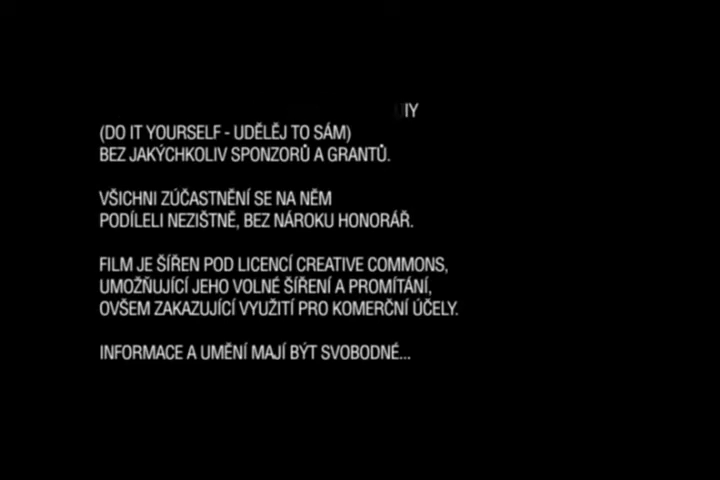 IY
(DO IT YOURSELF - UDĚLĚJ TO SÁM)
BEZ JAKÝCHKOLIV SPONZORŮ A GRANTŮ.
VŠICHNI ZÚČASTNĚNÍ SE NA NĚM
PODÍLELI NEZIŠTNĚ, BEZ NÁROKU HONORÁŘ.
FILM JE ŠÍŘEN POD LICENCÍ CREATIVE COMMONS,
UMOŽŇUJÍCÍ JEHO VOLNÉ ŠÍŘENÍ A PROMÍTÁNÍ,
OVŠEM ZAKAZUJÍCÍ VYUŽITÍ PRO KOMERČNÍ ÚČELY.
INFORMACE A UMĚNÍ MAJÍ BÝT SVOBODNÉ...